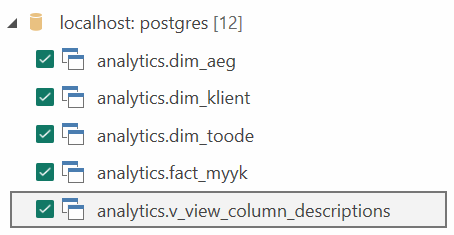 localhost: postgres [12]
analytics.dim_aeg
analytics.dim_klient
analytics.dim_toode
analytics.fact_myyk
analytics.v_view_column_descriptions